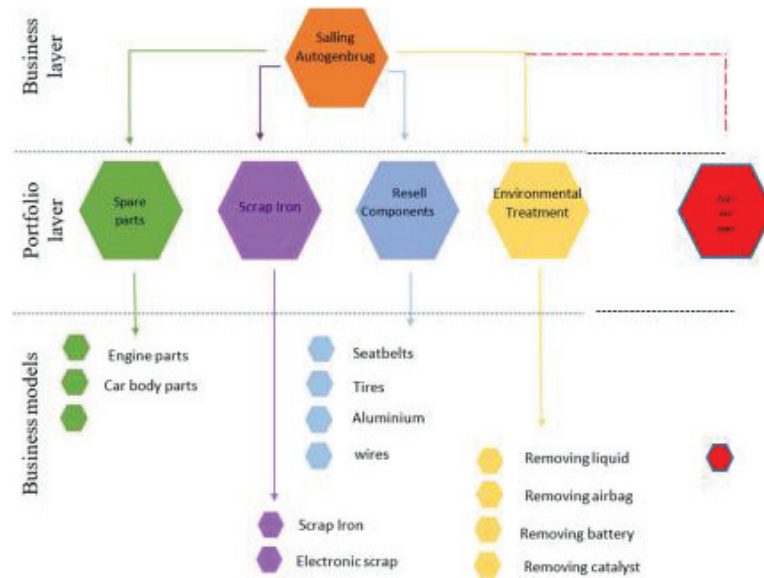 Business
layer
Salling
Autogenbrug
Portfolio
layer
Spare
parts
Scrap Iron
Resell
Components
Environmental
Treatment
Business models
Engine parts
Car body parts
Seatbelts
Tires
Aluminium
wires
Scrap Iron
Electronic scrap
Removing liquid
Removing airbag
Removing battery
Removing catalyst